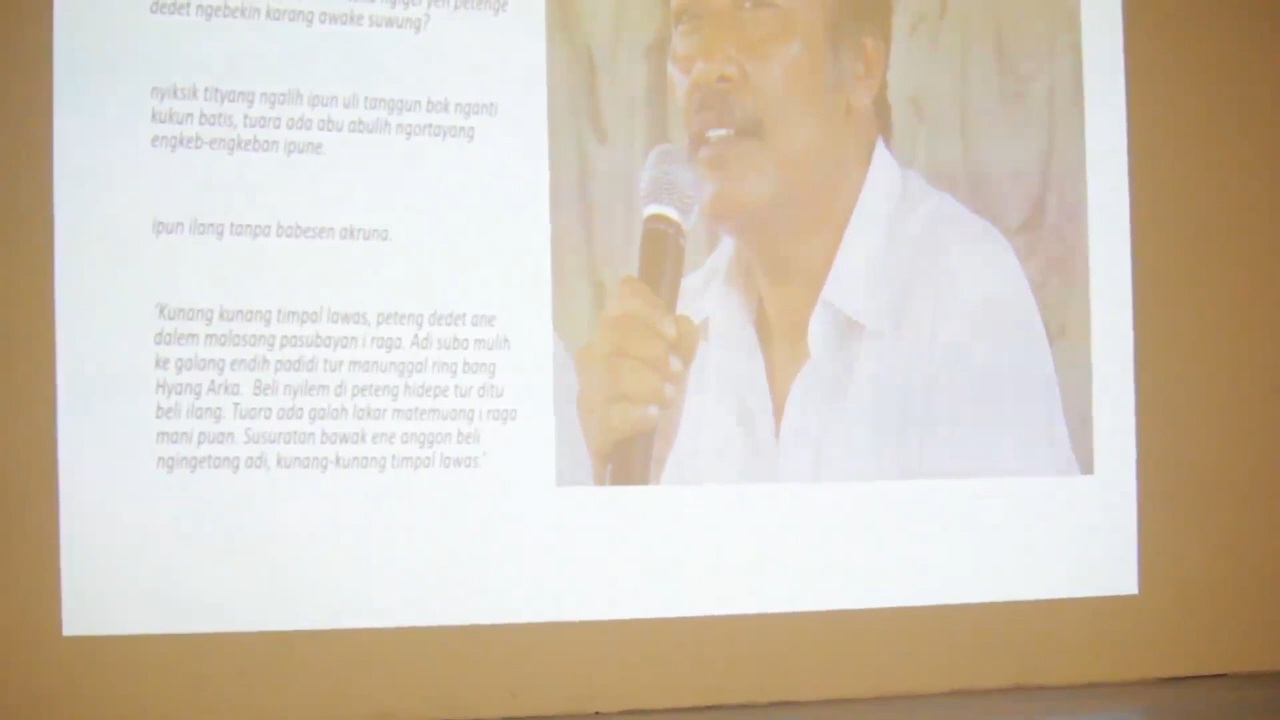 ngigel yen petenge
dedet ngebekin karang awake suwung?
nyiksik tityang ngalih ipun uli tanggun bok nganti
kukun batis, tuara ada abu abulih ngortayang
engkeb-engkeban ipune.
ipun ilang tanpa babesen akruna.
'Kunang kunang timpal lawas, peteng dedet ane
dalem malasang pasubayan i raga. Adi suba mulih
ke galang endih padidi tur manunggal ring bang
Hyang Arka. Beli nyilem di peteng hidepe tur ditu
beli ilang. Tuara ada galah lakar matemuang i raga
mani puan. Susuratan bawak ene anggon beli
ngingetang adi, kunang-kunang timpal lawas.'